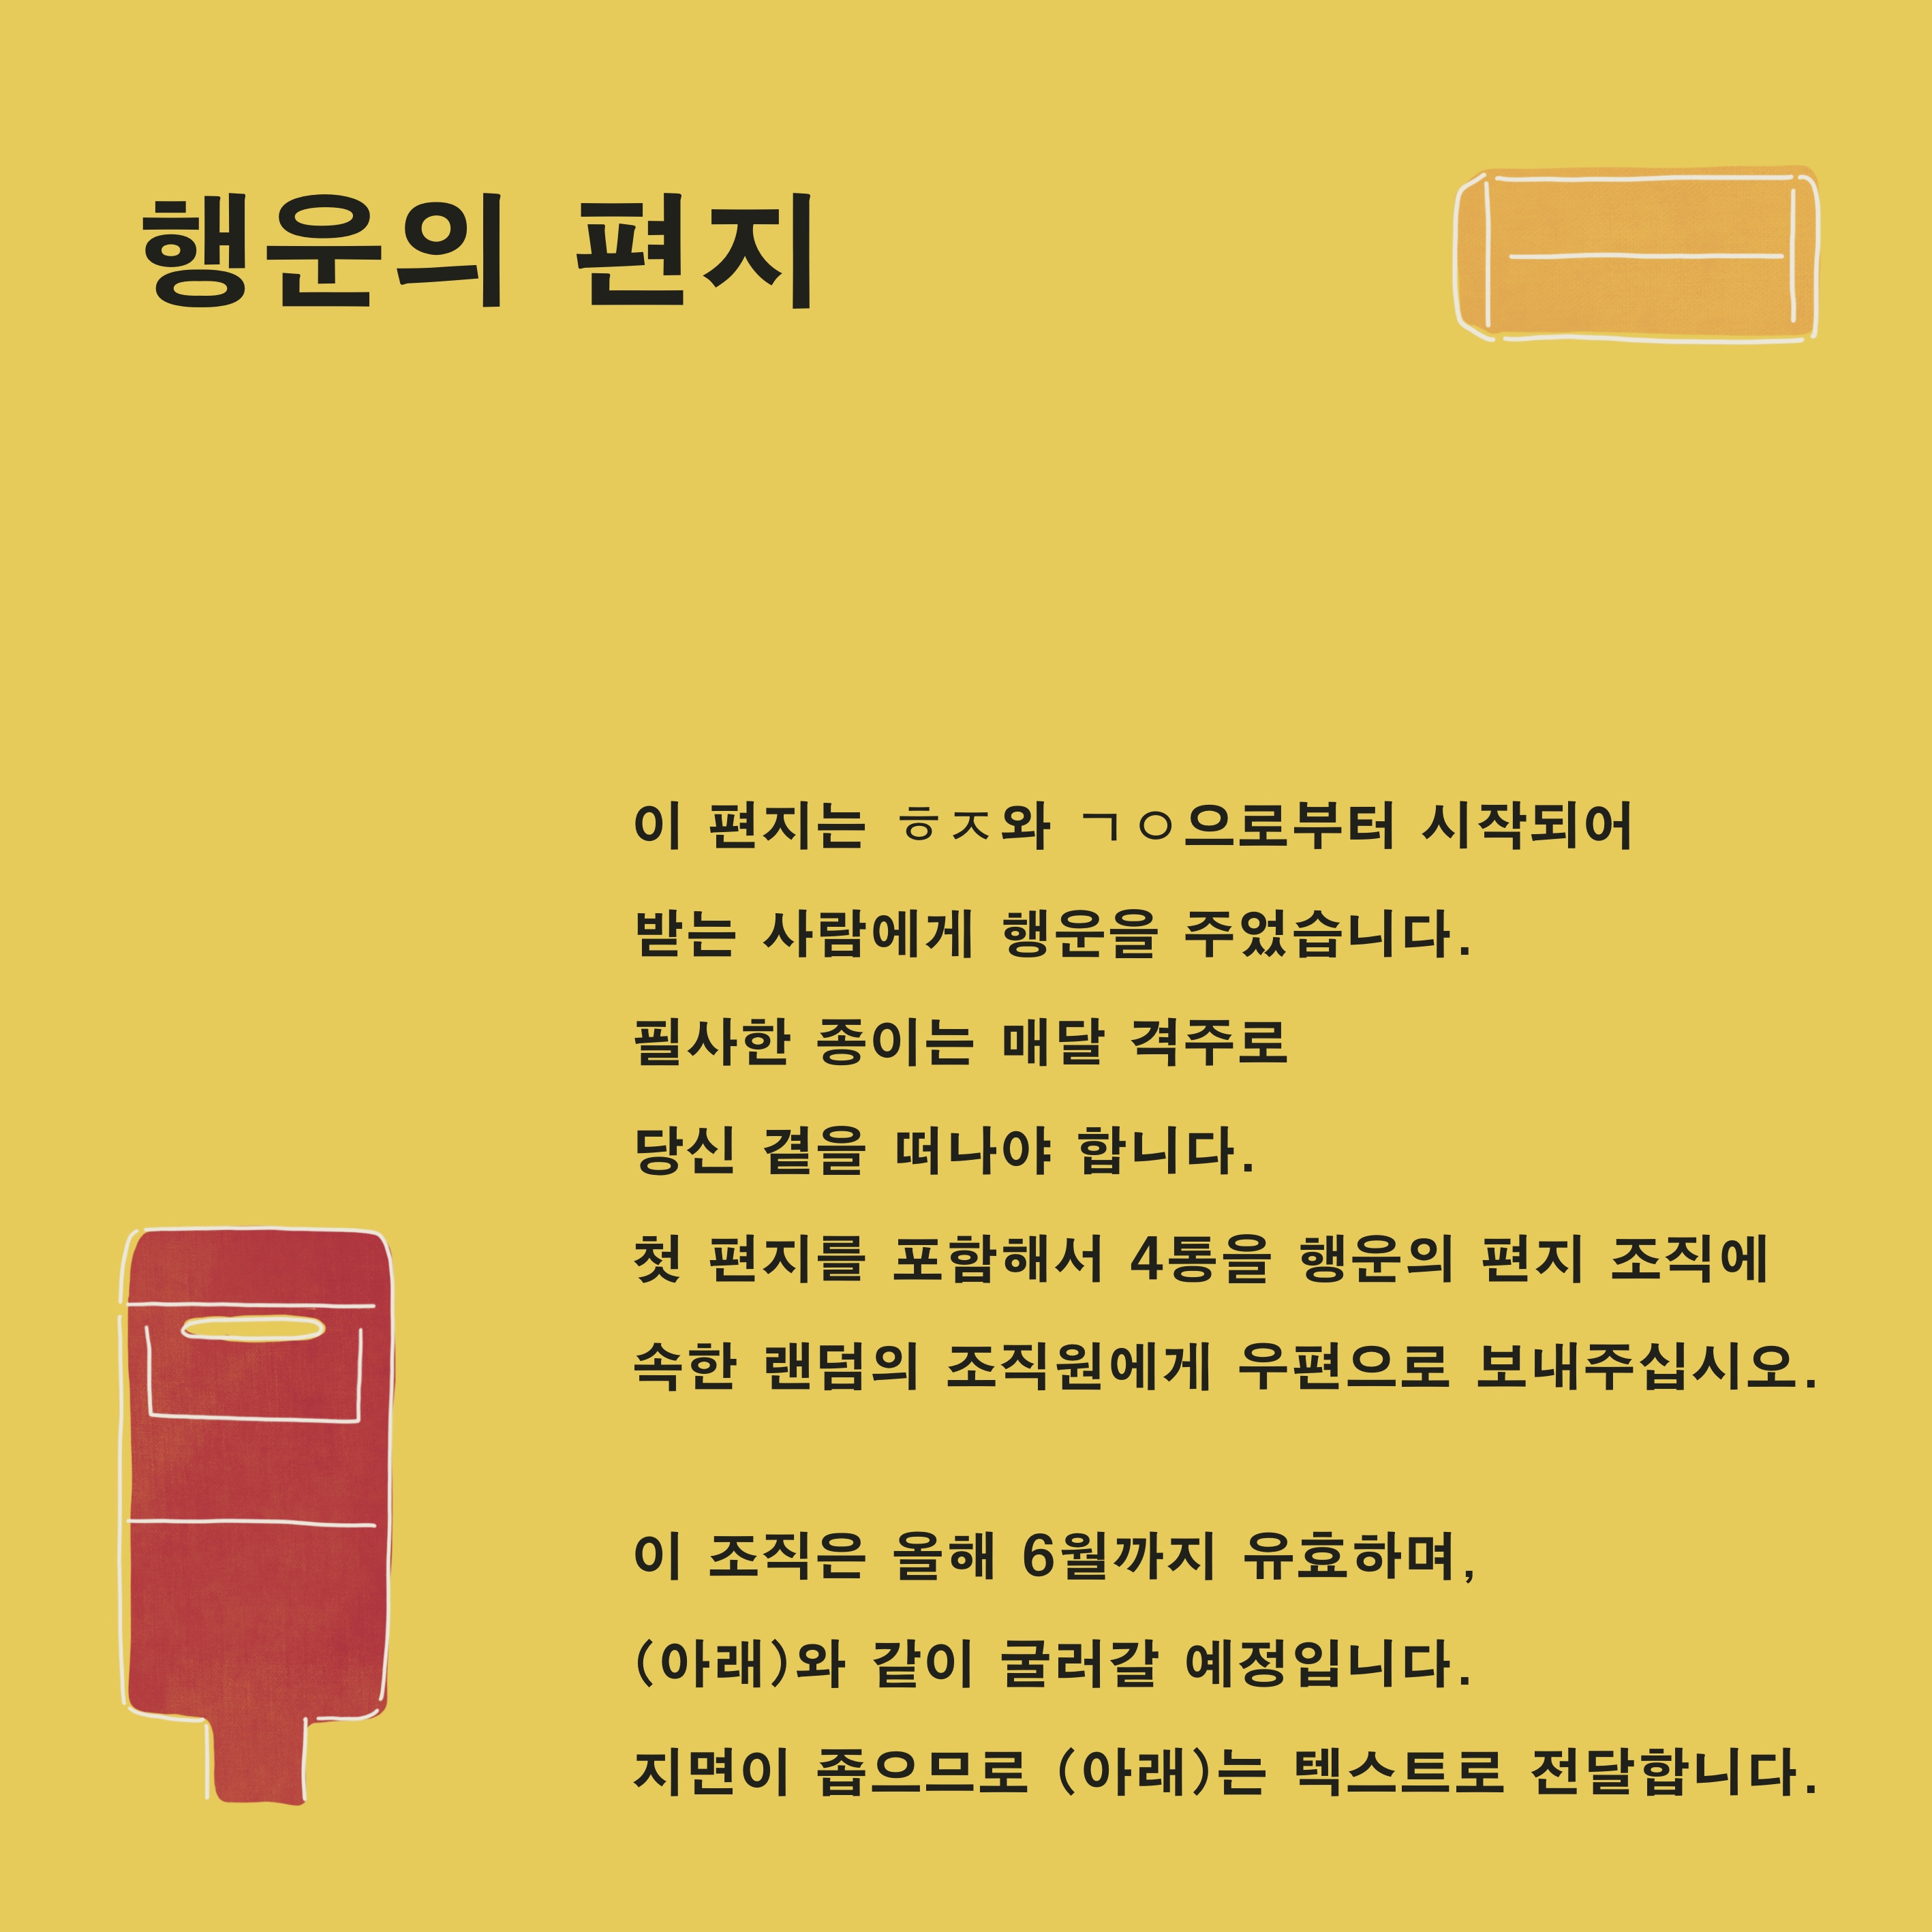 행운의 편지
이 편지는 ㅎㅈ와 ㄱㅇ으로부터 시작되어
받는 사람에게 행운을 주었습니다.
필사한 종이는 매달 격주로
당신 곁을 떠나야 합니다.
첫 편지를 포함해서 4통을 행운의 편지 조직에
속한 랜덤의 조직원에게 우편으로 보내주십시오.
이 조직은 올해 6월까지 유효하며,
(아래)와 같이 굴러갈 예정입니다.
지면이 좁으므로 (아래)는 텍스트로 전달합니다.